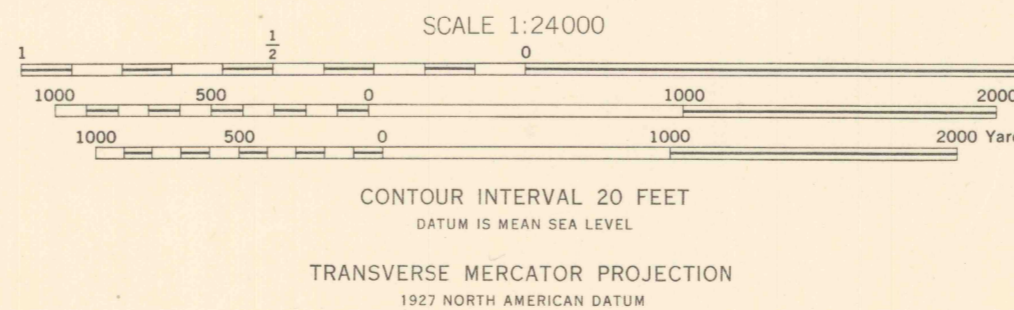 SCALE 1:24000
1 1/2 0
1000 500 0 1000 2000
1000 500 0 1000 2000 Yard
CONTOUR INTERVAL 20 FEET
DATUM IS MEAN SEA LEVEL
TRANSVERSE MERCATOR PROJECTION
1927 NORTH AMERICAN DATUM